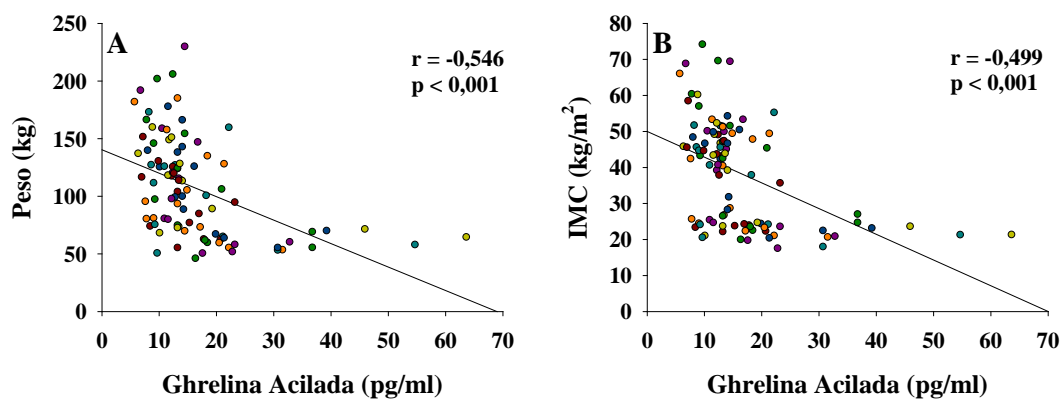 A
r = -0,546
p < 0,001
Peso (kg)
250
200
150
100
50
0
0 10 20 30 40 50 60 70
Ghrelina Acilada (pg/ml)
B
r = -0,499
p < 0,001
IMC (kg/m²)
80
70
60
50
40
30
20
10
0
0 10 20 30 40 50 60 70
Ghrelina Acilada (pg/ml)